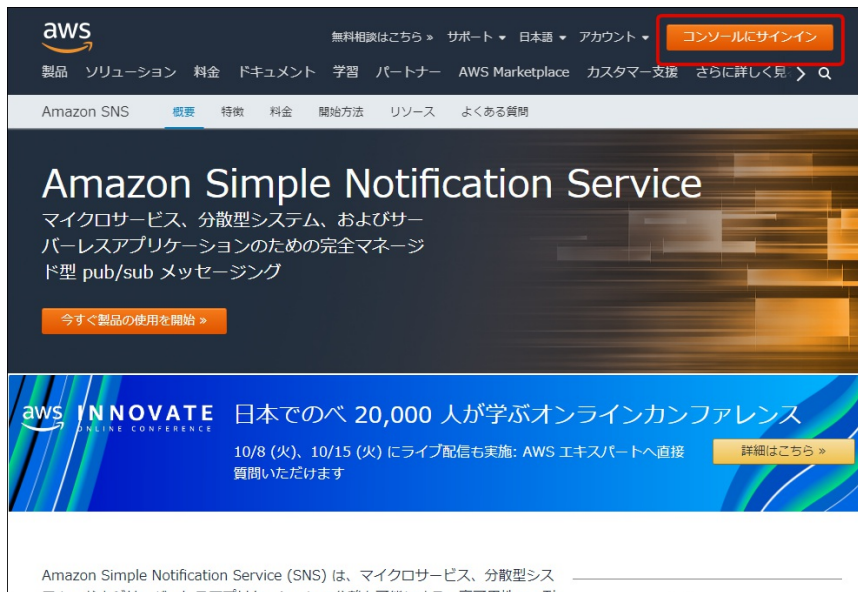 aws
無料相談はこちら » サポート 日本語 アカウント コンソールにサインイン
製品 ソリューション 料金 ドキュメント 学習 パートナー AWS Marketplace カスタマー支援 さらに詳しく見
Amazon SNS 概要 特徴 料金 開始方法 リソース よくある質問
Amazon Simple Notification Service
マイクロサービス、分散型システム、およびサー
バーレスアプリケーションのための完全マネージ
ド型 pub/sub メッセージング
今すぐ製品の使用を開始 »
aws INNOVATE
ONLINE CONFERENCE
日本でのべ 20,000 人が学ぶオンラインカンファレンス
10/8 (火)、10/15 (火) にライブ配信も実施: AWS エキスパートへ直接
質問いただけます
詳細はこちら »
Amazon Simple Notification Service (SNS) は、マイクロサービス、分散型シス